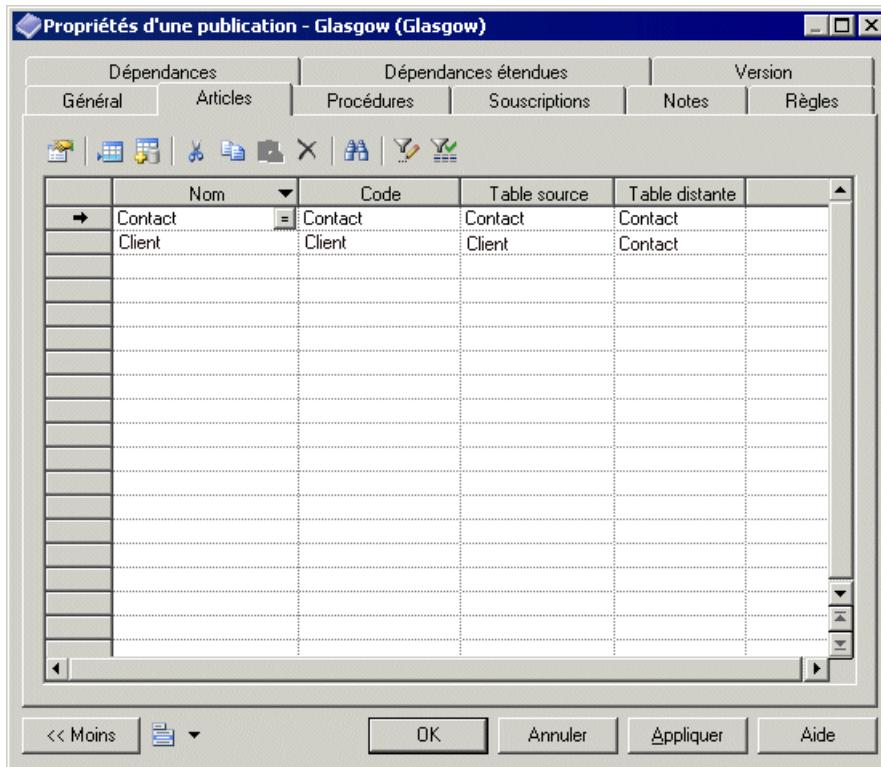 Propriétés d'une publication - Glasgow (Glasgow)
Dépendances Dépendances étendues Version
Général Articles Procédures Souscriptions Notes Règles
Nom Code Table source Table distante
Contact = Contact Contact Contact
Client Client Client Contact
<< Moins OK Annuler Appliquer Aide